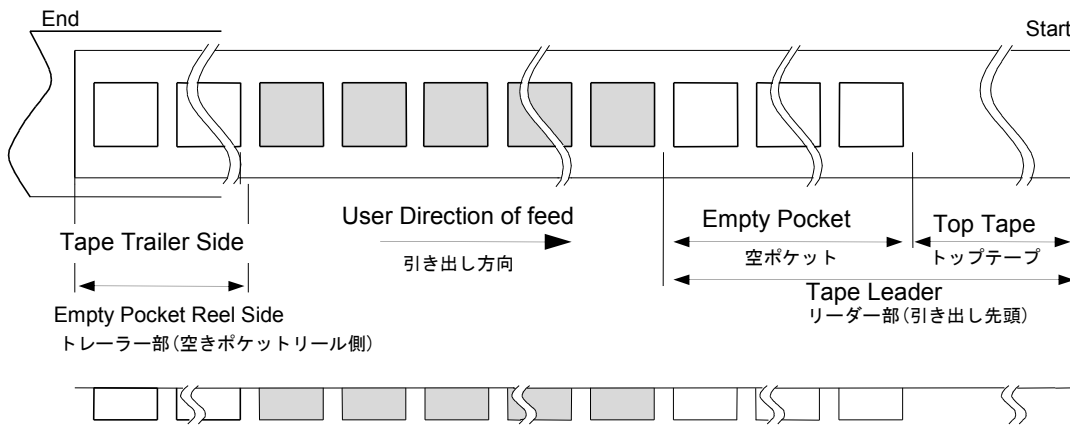 End
Start
User Direction of feed
引き出し方向
Empty Pocket
空ポケット
Top Tape
トップテープ
Tape Trailer Side
Tape Leader
リーダー部(引き出し先頭)
Empty Pocket Reel Side
トレーラー部(空きポケットリール側)